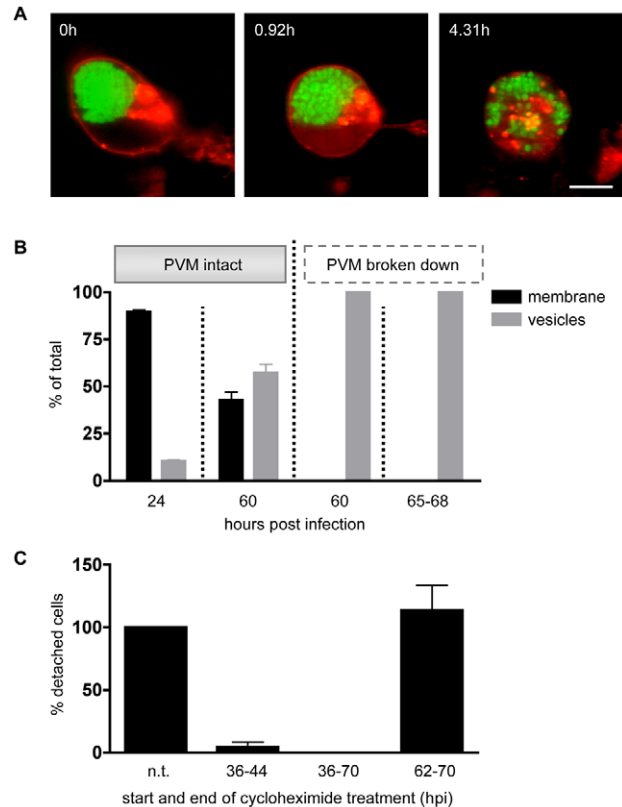 A
0h 0.92h 4.31h
B
PVM intact PVM broken down
100
75
50
25
0
% of total
membrane
vesicles
24 60 60 65-68
hours post infection
C
150
100
50
0
% detached cells
n.t. 36-44 36-70 62-70
start and end of cycloheximide treatment (hpi)